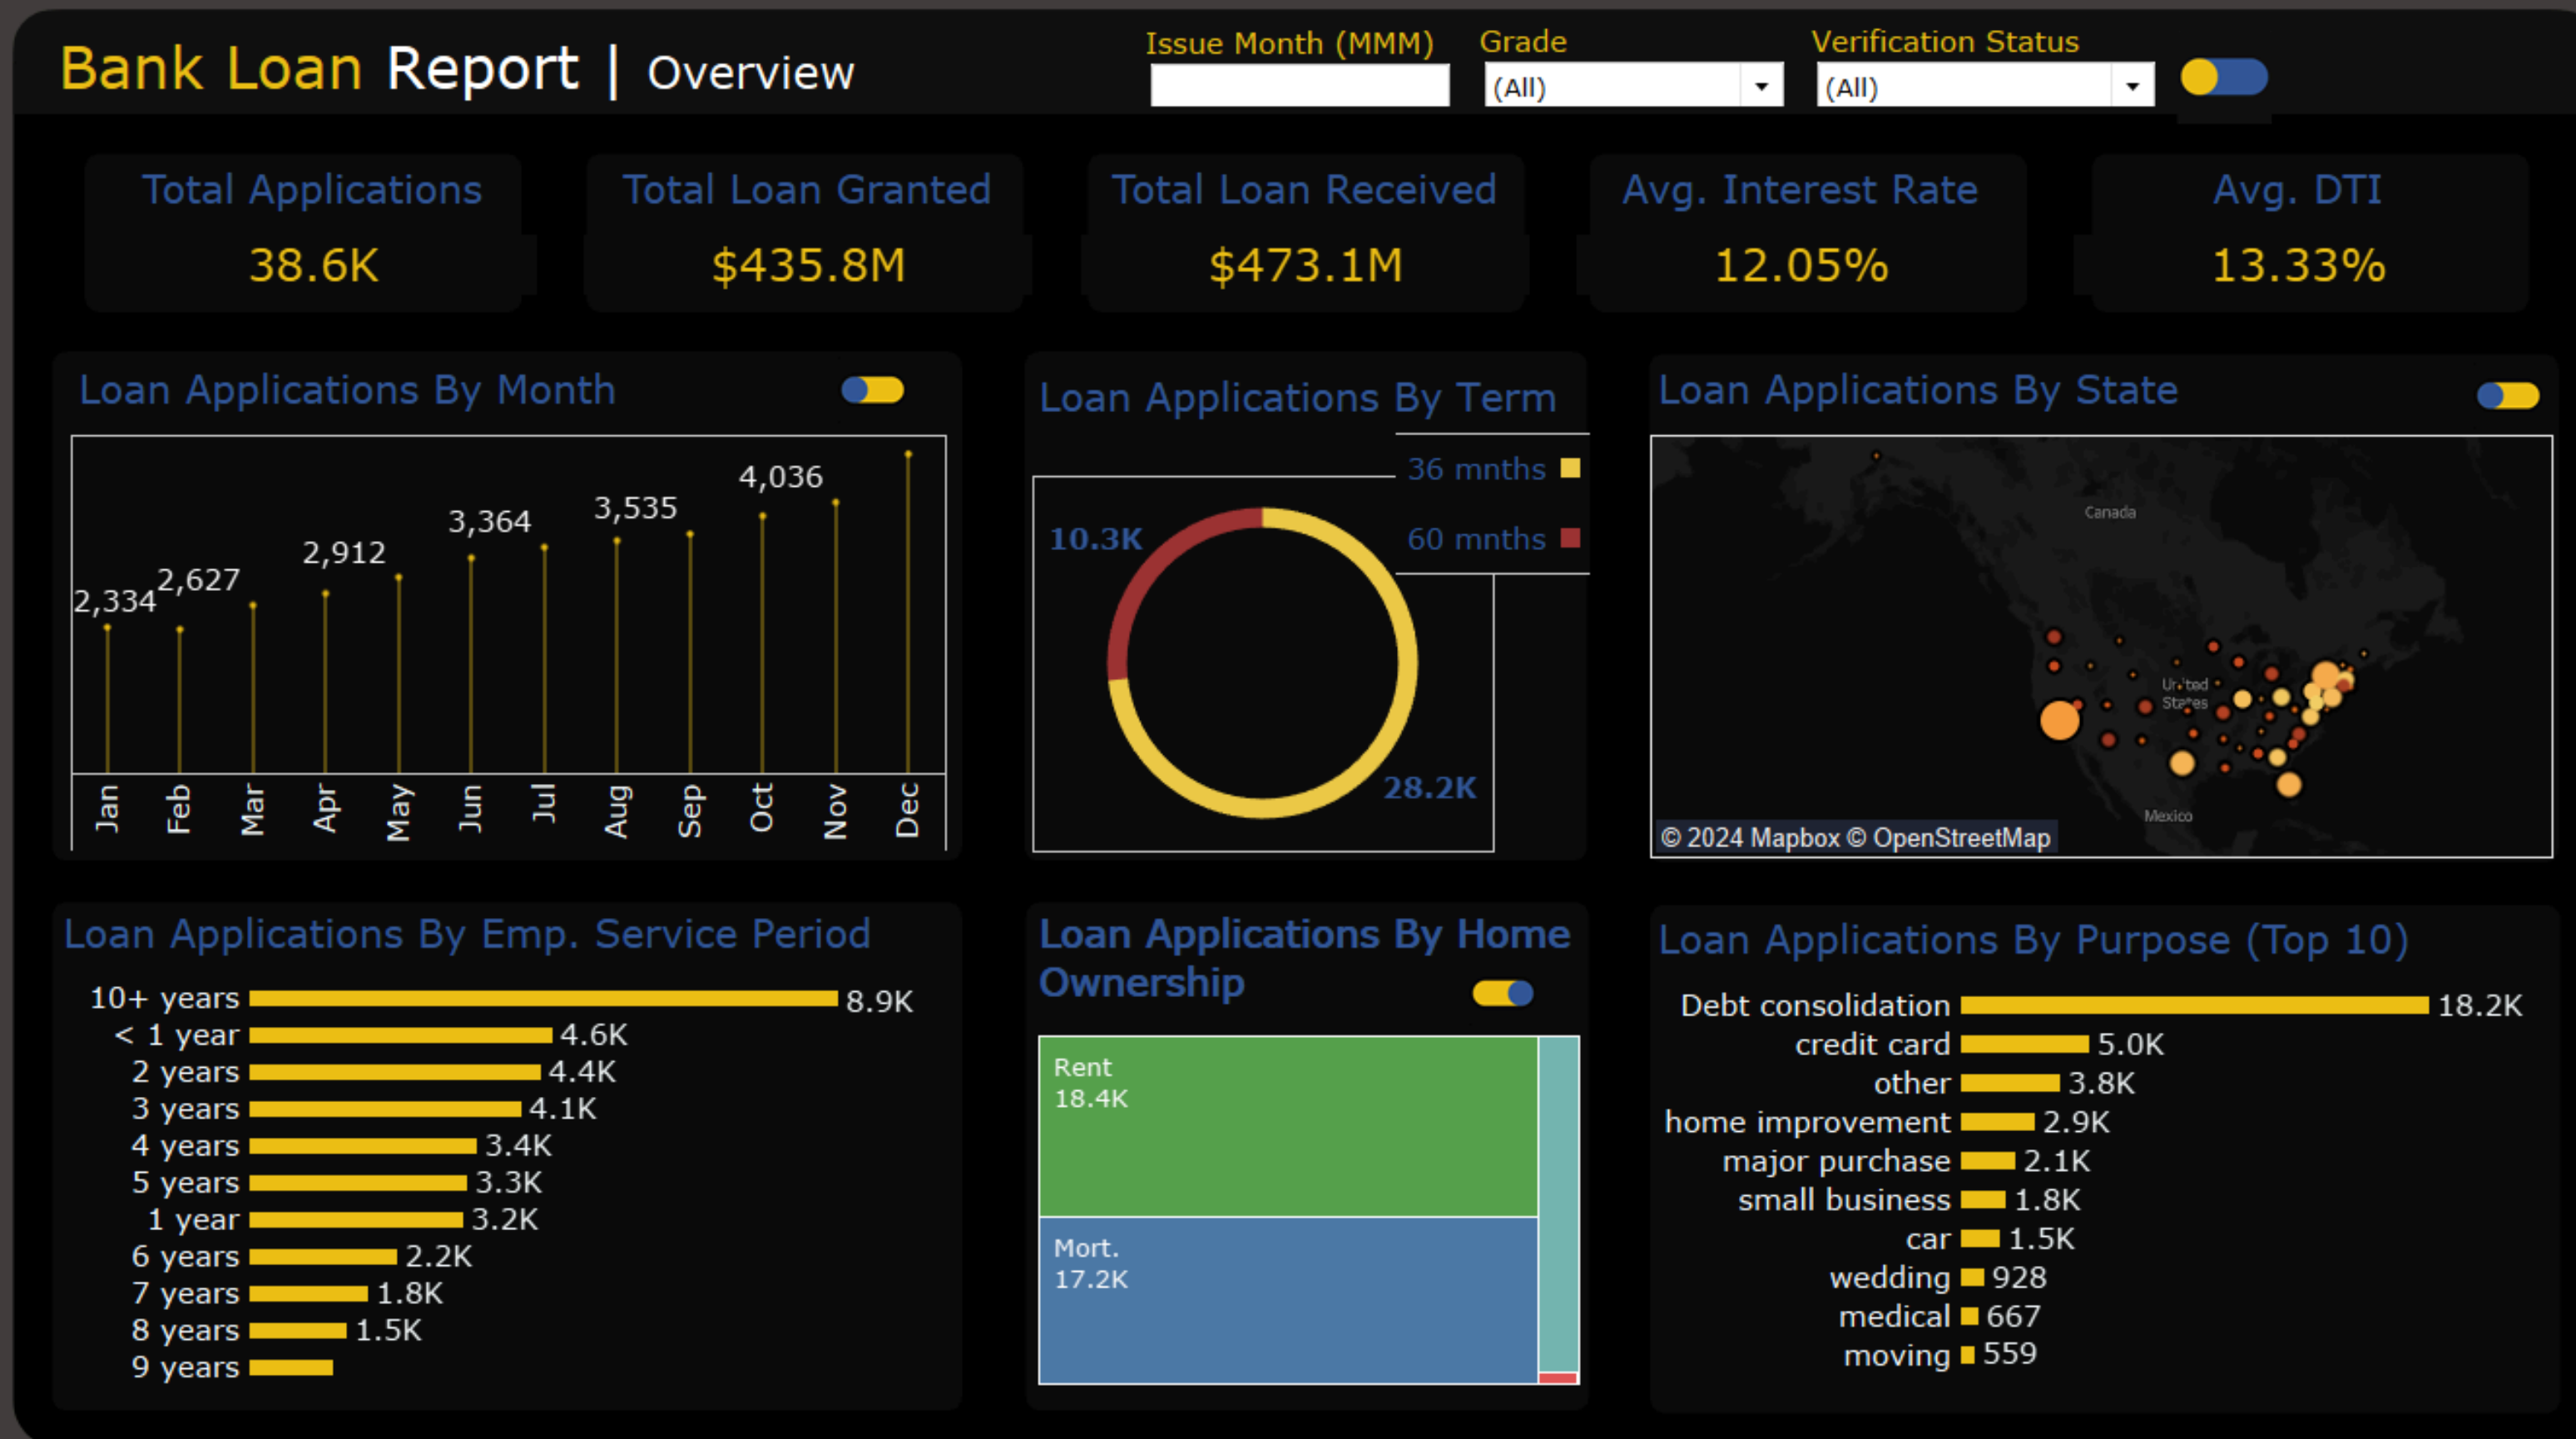 Bank Loan Report | Overview
Issue Month (MMM)
Grade
(All)
Verification Status
(All)
Total Applications
38.6K
Total Loan Granted
$435.8M
Total Loan Received
$473.1M
Avg. Interest Rate
12.05%
Avg. DTI
13.33%
Loan Applications By Month
2,334
2,627
2,912
3,364
3,535
4,036
Jan
Feb
Mar
Apr
May
Jun
Jul
Aug
Sep
Oct
Nov
Dec
Loan Applications By Term
36 mnths
60 mnths
10.3K
28.2K
Loan Applications By State
Canada
United
States
Mexico
© 2024 Mapbox © OpenStreetMap
Loan Applications By Emp. Service Period
10+ years 8.9K
< 1 year 4.6K
2 years 4.4K
3 years 4.1K
4 years 3.4K
5 years 3.3K
1 year 3.2K
6 years 2.2K
7 years 1.8K
8 years 1.5K
9 years
Loan Applications By Home
Ownership
Rent
18.4K
Mort.
17.2K
Loan Applications By Purpose (Top 10)
Debt consolidation 18.2K
credit card 5.0K
other 3.8K
home improvement 2.9K
major purchase 2.1K
small business 1.8K
car 1.5K
wedding 928
medical 667
moving 559